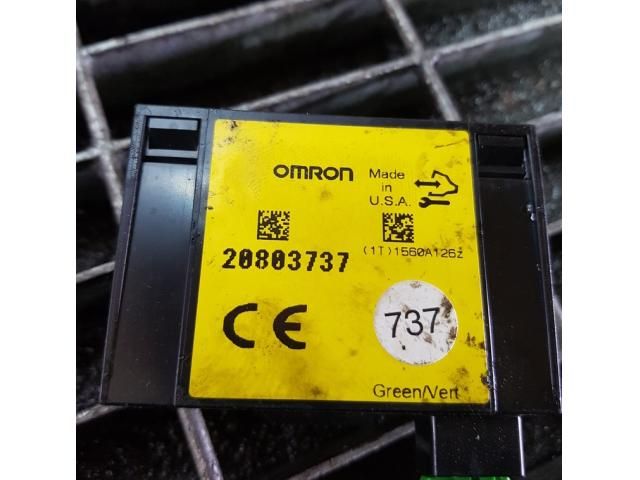 OMRON
Made
in
U.S.A.
20803737
(1T)1560A126z
CE
737
Green/Vert